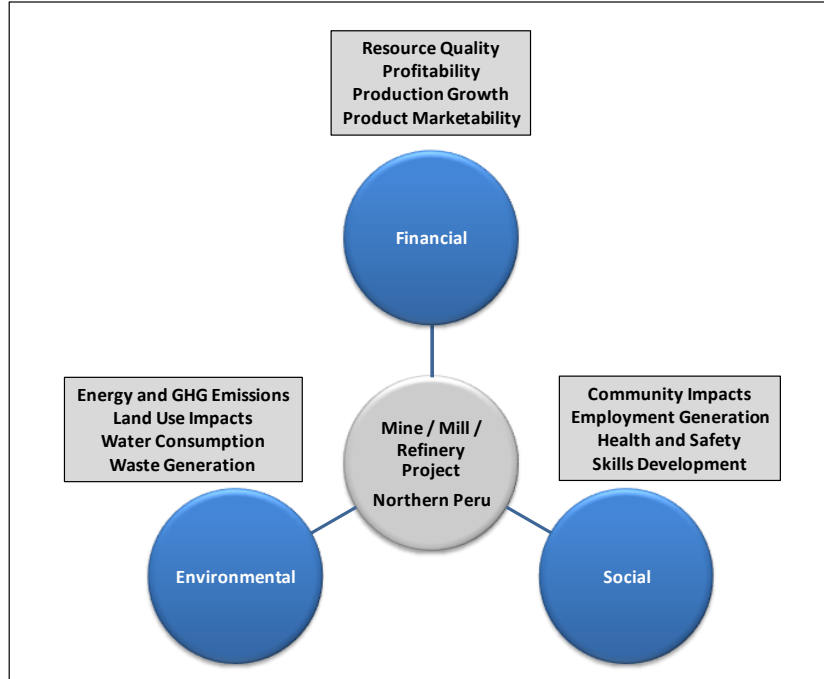 Resource Quality
Profitability
Production Growth
Product Marketability
Financial
Energy and GHG Emissions
Land Use Impacts
Water Consumption
Waste Generation
Community Impacts
Employment Generation
Health and Safety
Skills Development
Mine / Mill /
Refinery
Project
Northern Peru
Environmental
Social